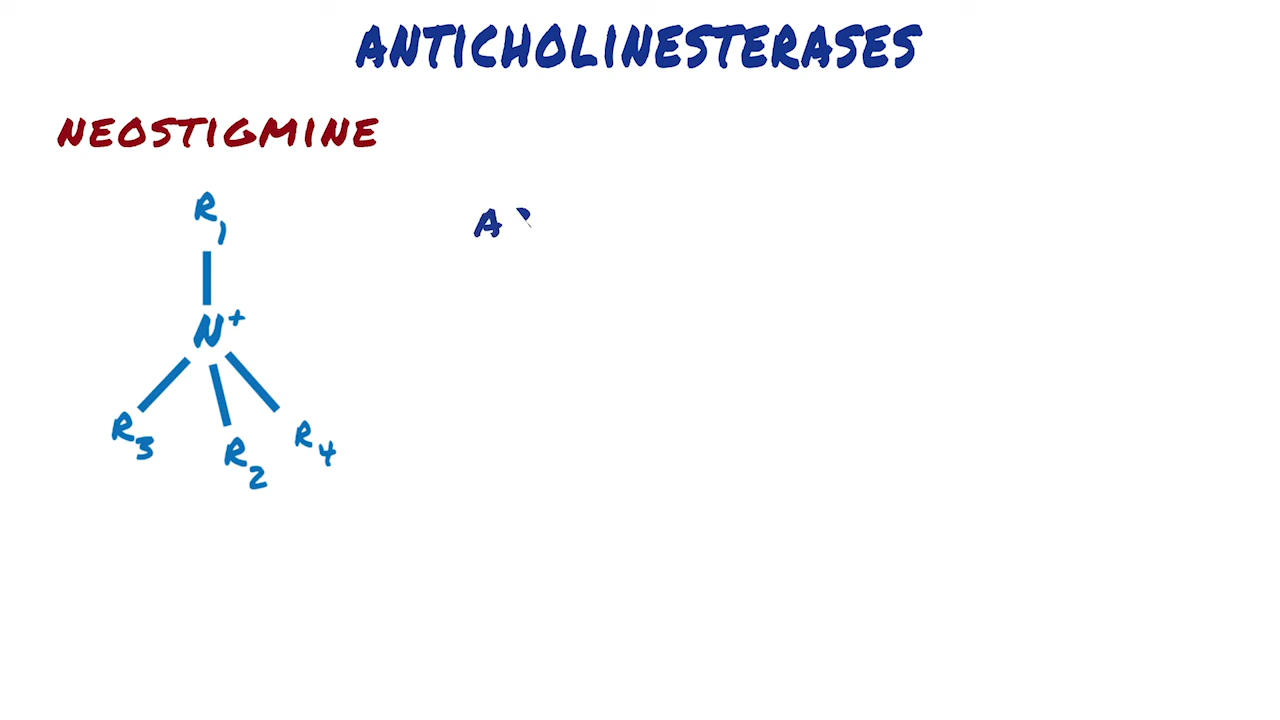 ANTICHOLINESTERASES
NEOSTIGMINE
R1
N+
R3
R2
R4
A